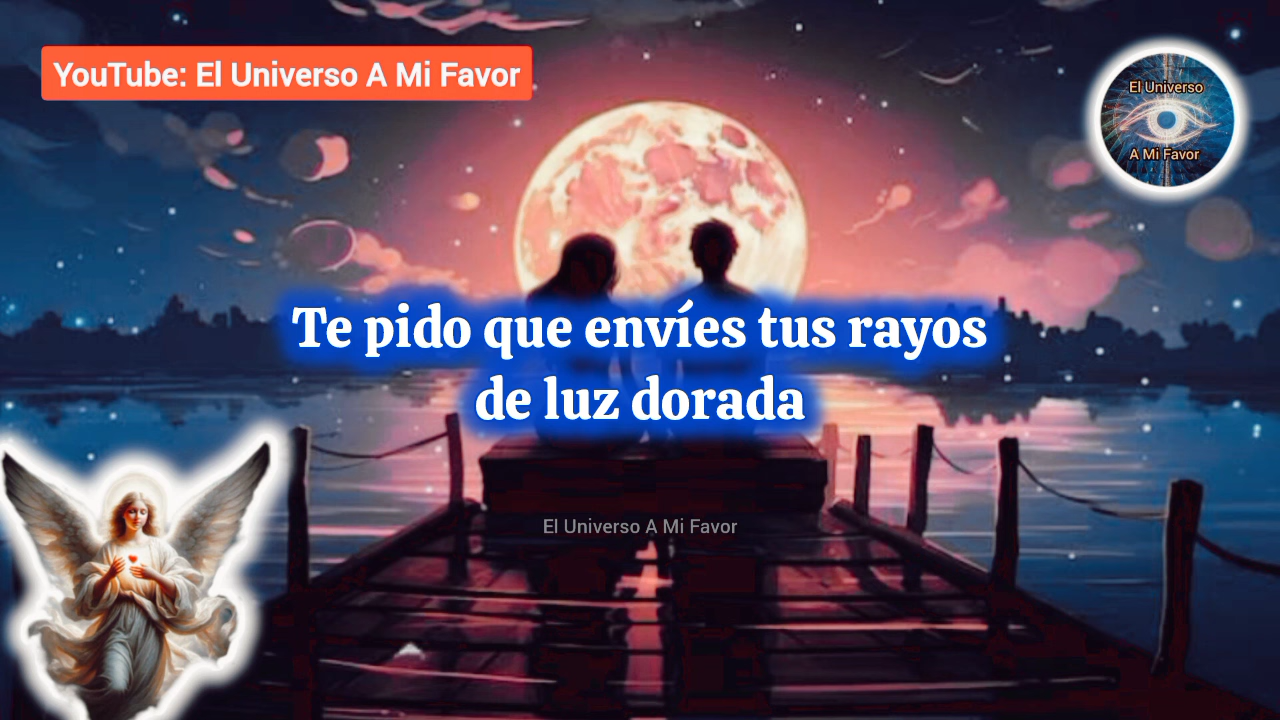 YouTube: El Universo A Mi Favor
El Universo
A Mi Favor
Te pido que envíes tus rayos
de luz dorada
El Universo A Mi Favor